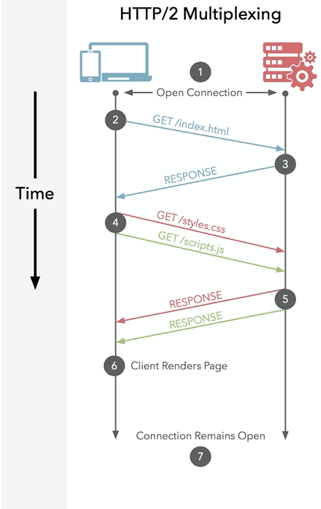 HTTP/2 Multiplexing
1
Open Connection
Time
2
GET /index.html
3
RESPONSE
4
GET /styles.css
GET /scripts.js
5
RESPONSE
RESPONSE
6
Client Renders Page
Connection Remains Open
7